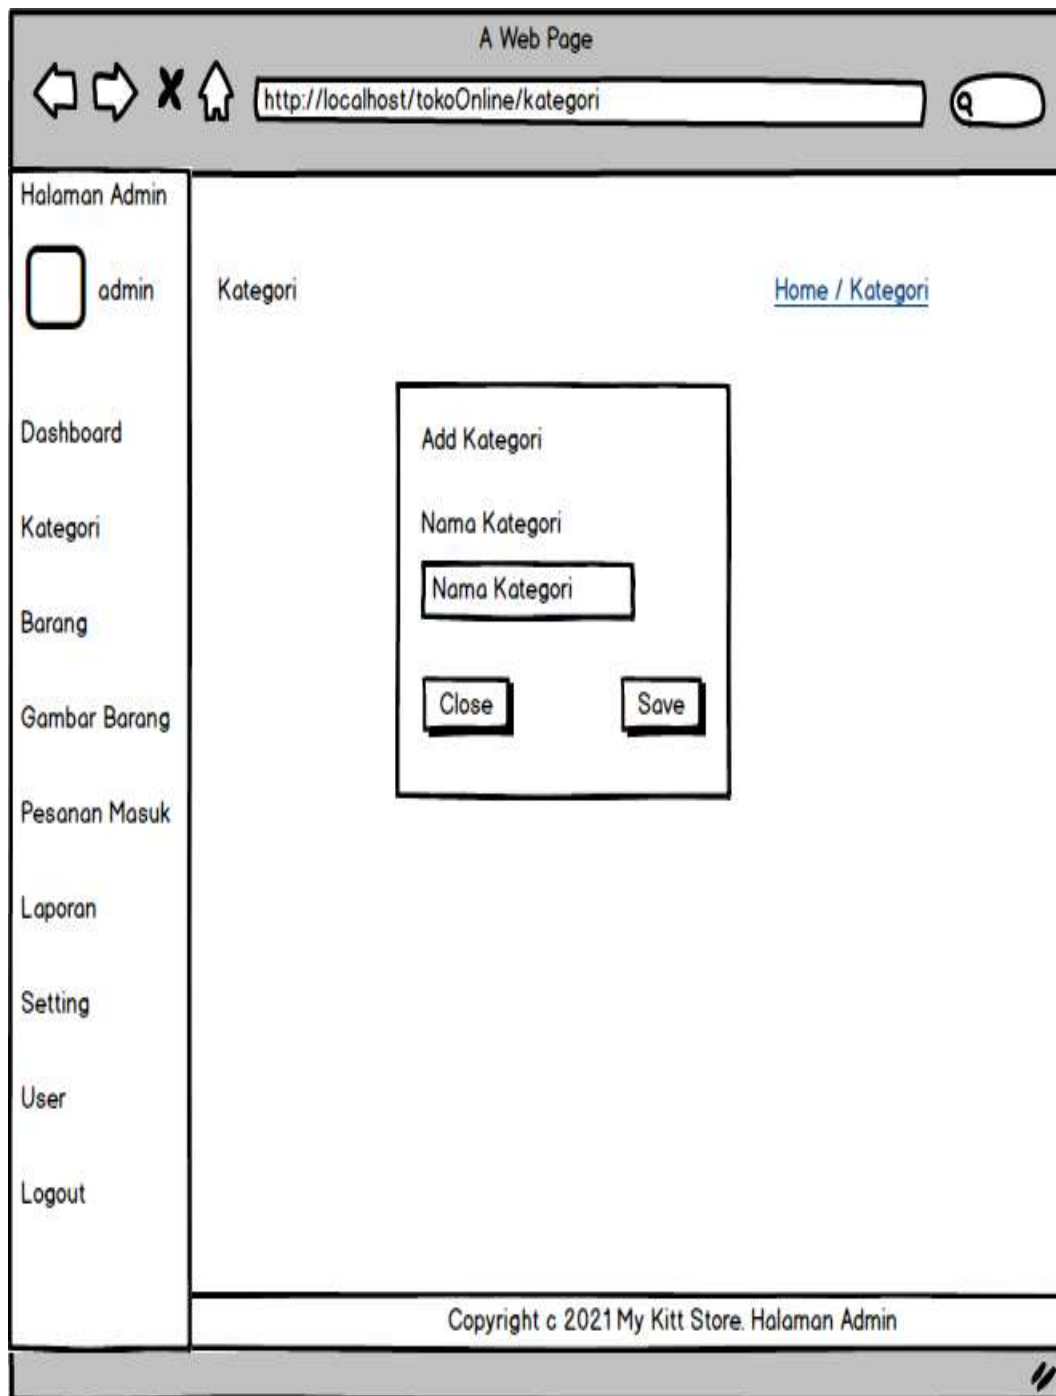 A Web Page
http://localhost/tokoOnline/kategori
Halaman Admin
admin
Dashboard
Kategori
Barang
Gambar Barang
Pesanan Masuk
Laporan
Setting
User
Logout
Kategori
Home / Kategori
Add Kategori
Nama Kategori
Nama Kategori
Close
Save
Copyright c 2021 My Kitt Store. Halaman Admin